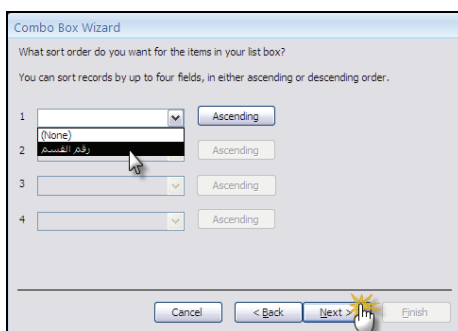 Combo Box Wizard
What sort order do you want for the items in your list box?
You can sort records by up to four fields, in either ascending or descending order.
1 Ascending
(None)
رقم القسم
2 Ascending
3 Ascending
4 Ascending
Cancel < Back Next > Finish